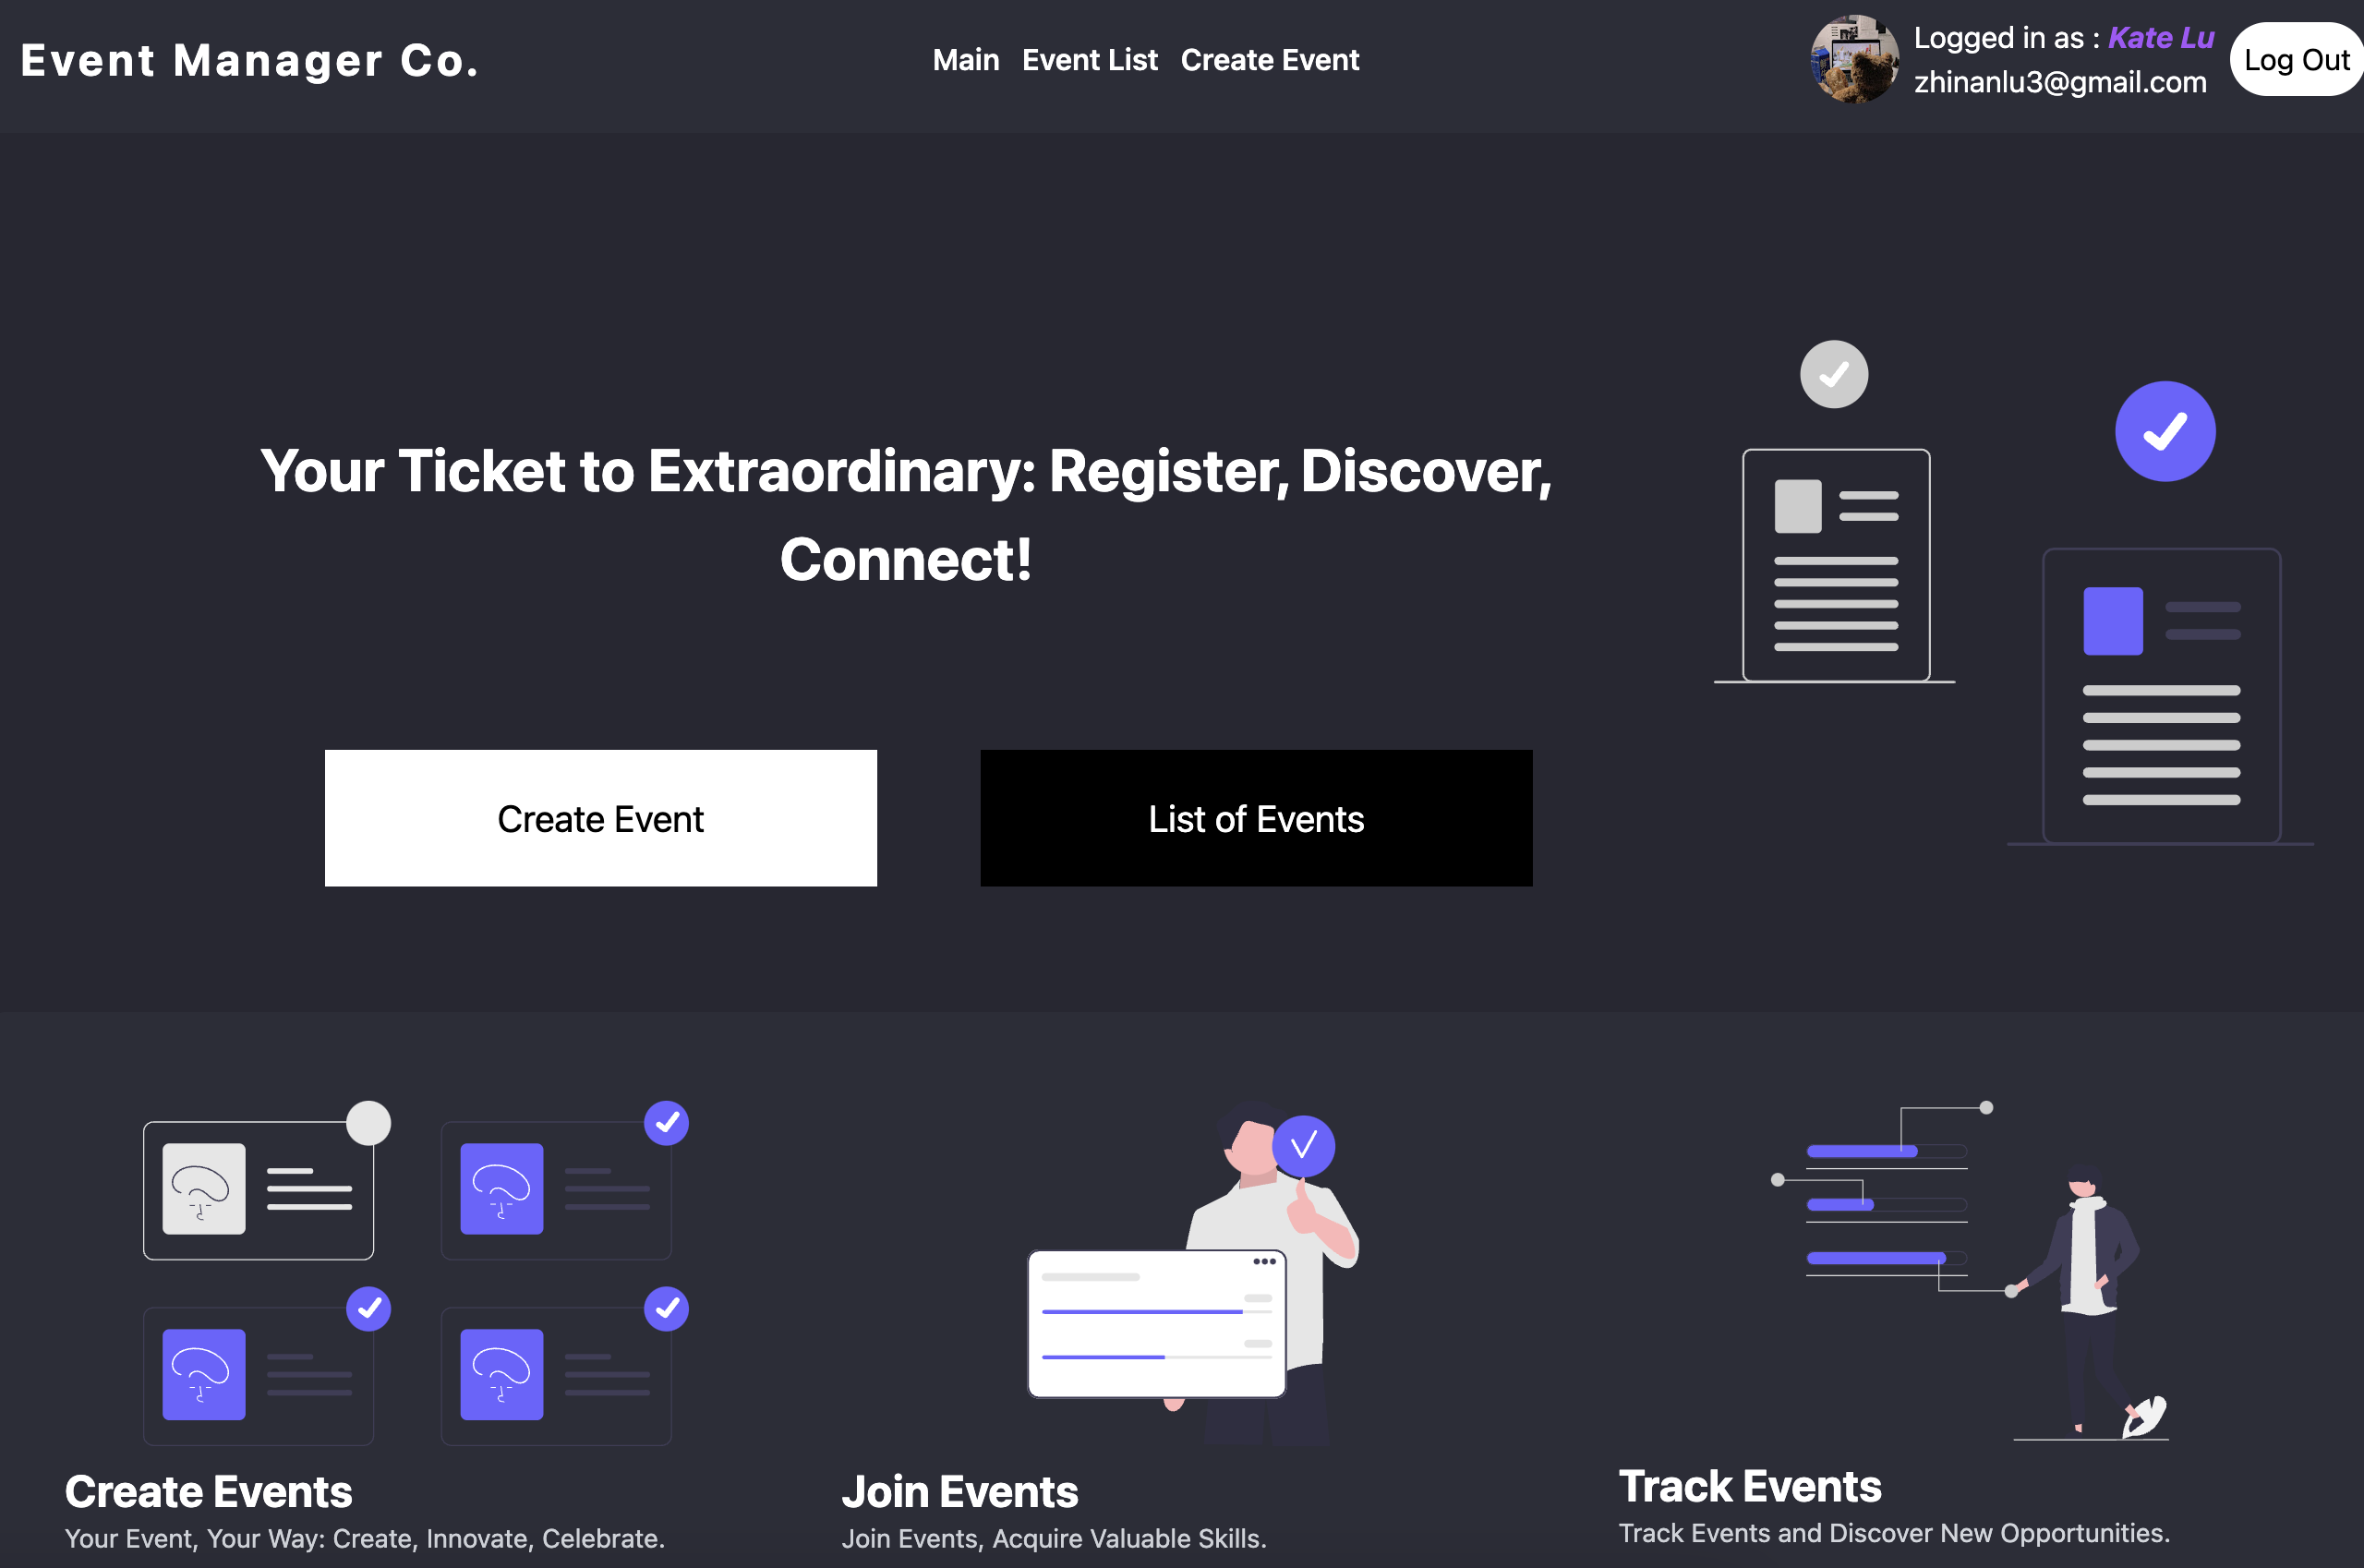 Event Manager Co.
Main Event List Create Event
Logged in as : Kate Lu
zhinanlu3@gmail.com
Log Out
Your Ticket to Extraordinary: Register, Discover,
Connect!
Create Event
List of Events
Create Events
Your Event, Your Way: Create, Innovate, Celebrate.
Join Events
Join Events, Acquire Valuable Skills.
Track Events
Track Events and Discover New Opportunities.